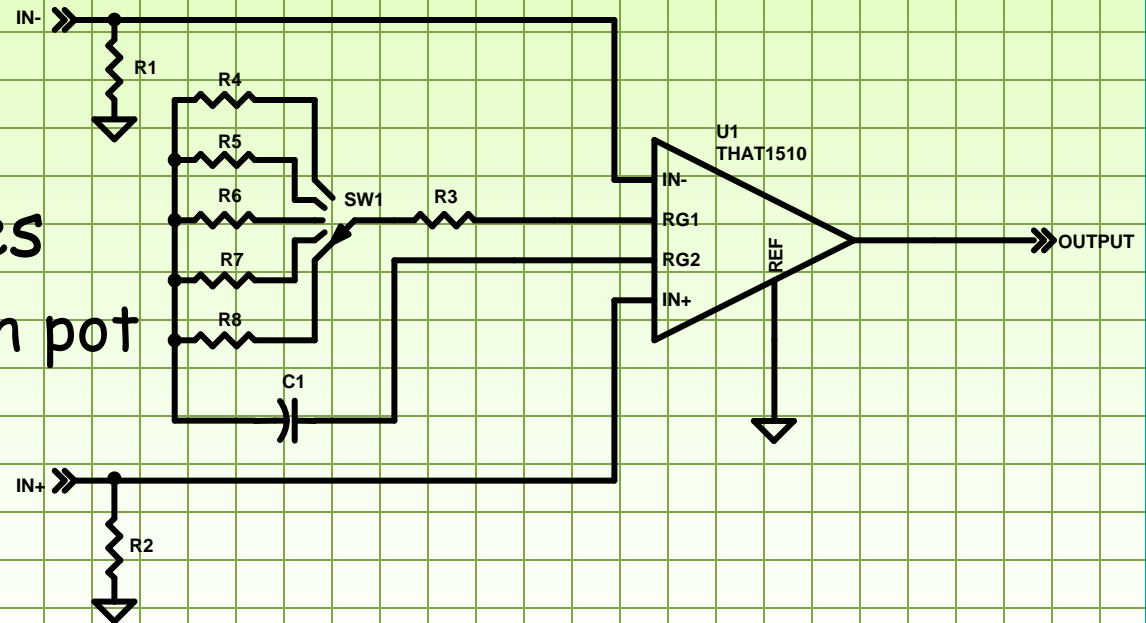 IN-
R1
R4
R5
R6
R7
R8
SW1
R3
C1
U1
THAT1510
IN-
RG1
RG2
IN+
REF
OUTPUT
pot
IN+
R2